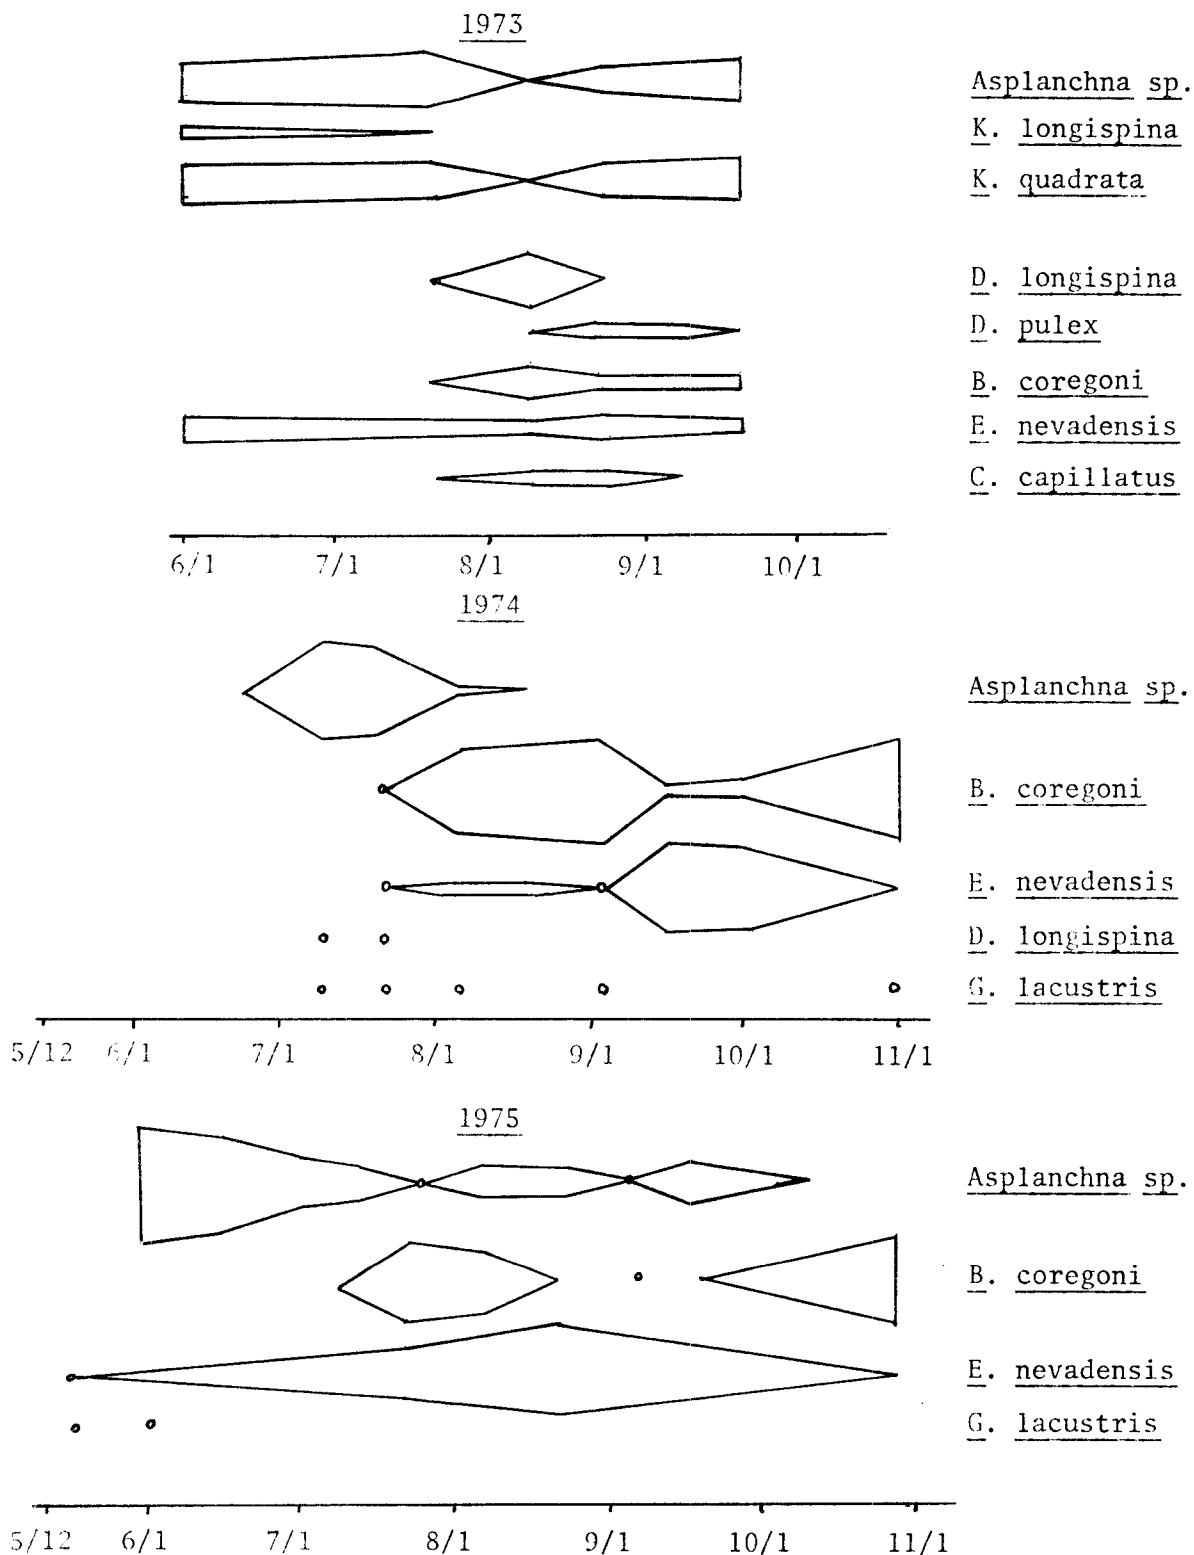 1973
Asplanchna sp.
K. longispina
K. quadrata
D. longispina
D. pulex
B. coregoni
E. nevadensis
C. capillatus
6/1 7/1 8/1 9/1 10/1
1974
Asplanchna sp.
B. coregoni
E. nevadensis
D. longispina
G. lacustris
5/12 6/1 7/1 8/1 9/1 10/1 11/1
1975
Asplanchna sp.
B. coregoni
E. nevadensis
G. lacustris
5/12 6/1 7/1 8/1 9/1 10/1 11/1